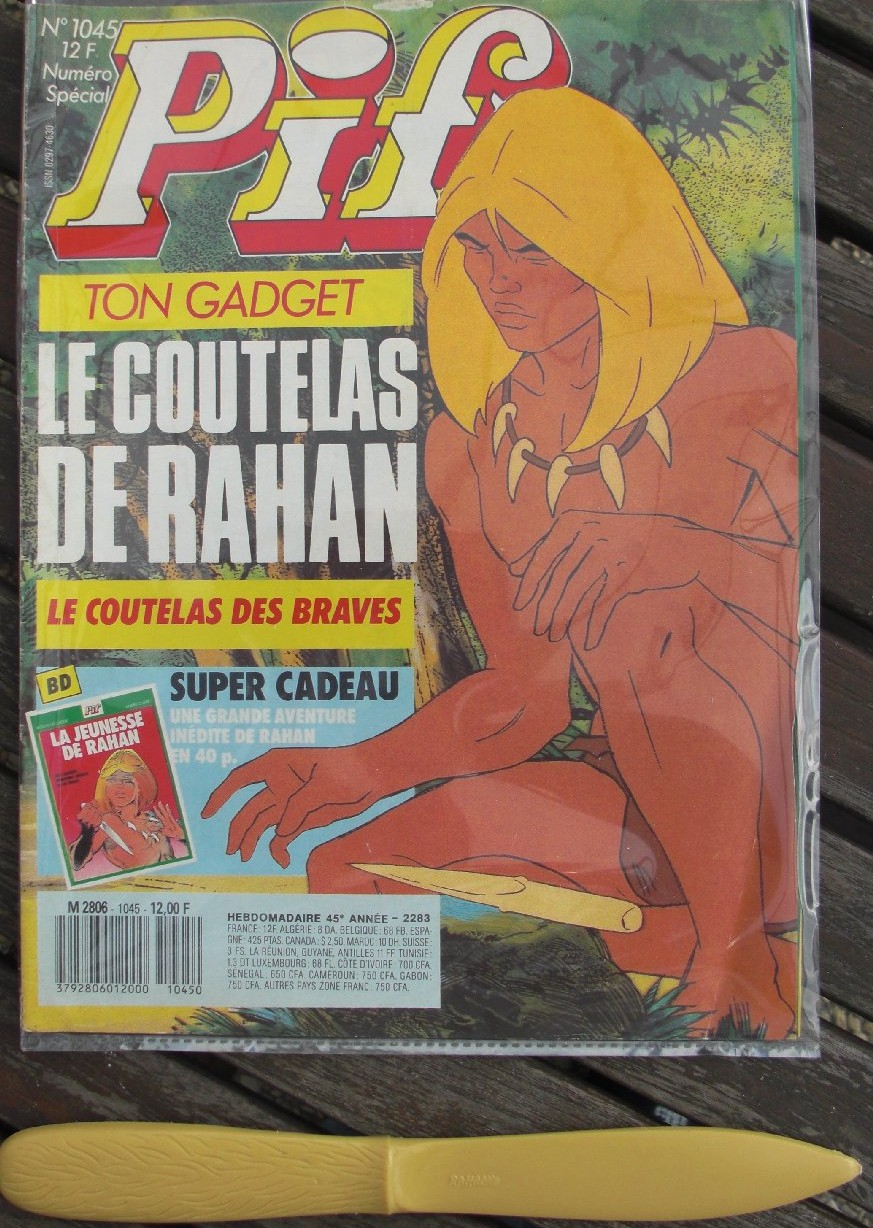 N° 1045
12 F
Numéro
Spécial
ISSN 0297-4630
Pif
TON GADGET
LE COUTELAS
DE RAHAN
LE COUTELAS DES BRAVES
BD
SUPER CADEAU
UNE GRANDE AVENTURE
INÉDITE DE RAHAN
EN 40 p.
Pif
LA JEUNESSE
DE RAHAN
M 2806 - 1045 - 12,00 F
3792806012000 10450
HEBDOMADAIRE 45e ANNÉE - 2283
FRANCE: 12F. ALGÉRIE: 8 DA. BELGIQUE: 68 FB. ESPA-
GNE: 425 PTAS. CANADA: $ 2,50. MAROC: 10 DH. SUISSE:
3 FS. LA RÉUNION, GUYANE, ANTILLES 11 FF TUNISIE:
1,3 DT LUXEMBOURG: 68 FL. CÔTE D'IVOIRE: 700 CFA.
SÉNÉGAL: 650 CFA. CAMEROUN: 750 CFA. GABON:
750 CFA. AUTRES PAYS ZONE FRANC: 750 CFA.
RAHAN